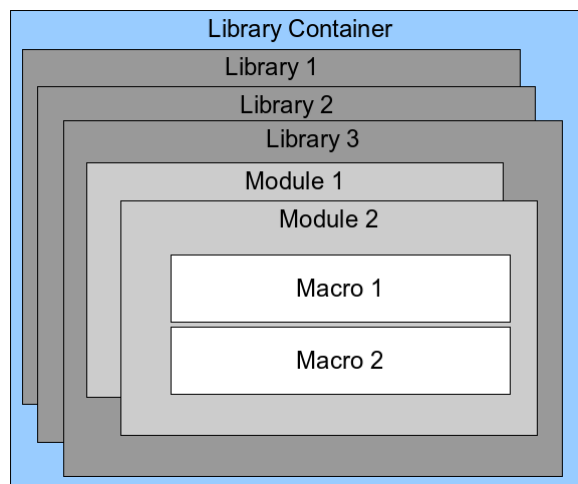 Library Container
Library 1
Library 2
Library 3
Module 1
Module 2
Macro 1
Macro 2